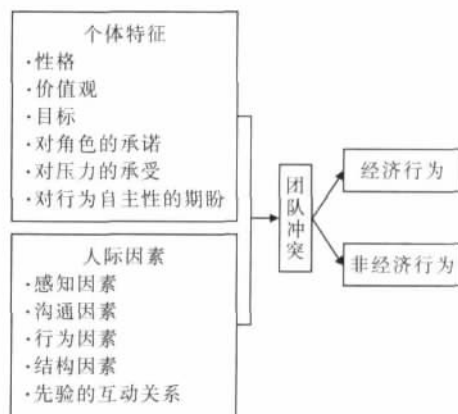 个体特征
·性格
·价值观
·目标
·对角色的承诺
·对压力的承受
·对行为自主性的期盼
人际因素
·感知因素
·沟通因素
·行为因素
·结构因素
·先验的互动关系
团队冲突
经济行为
非经济行为